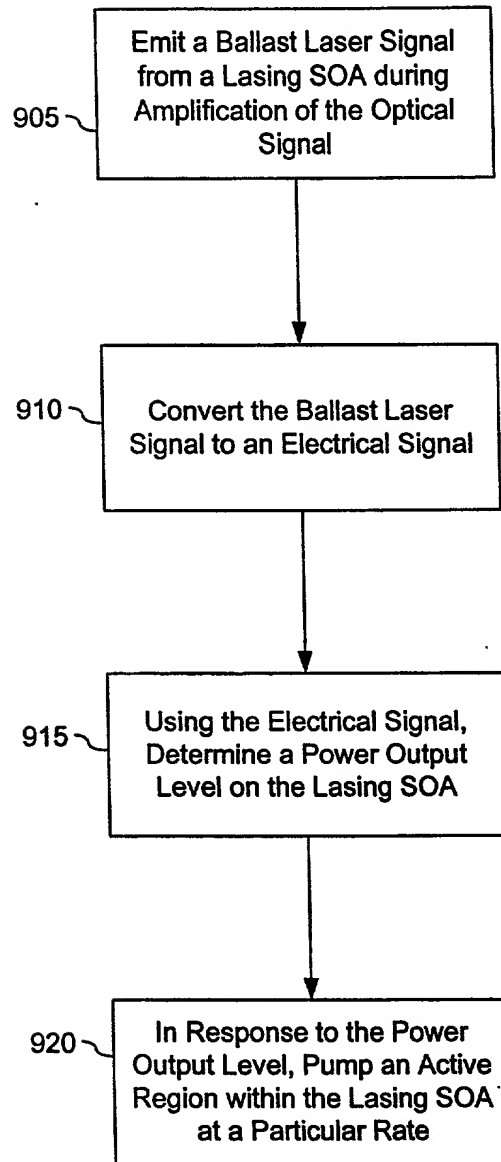 Emit a Ballast Laser Signal
from a Lasing SOA during
Amplification of the Optical
Signal
905
Convert the Ballast Laser
Signal to an Electrical Signal
910
Using the Electrical Signal,
Determine a Power Output
Level on the Lasing SOA
915
In Response to the Power
Output Level, Pump an Active
Region within the Lasing SOA
at a Particular Rate
920